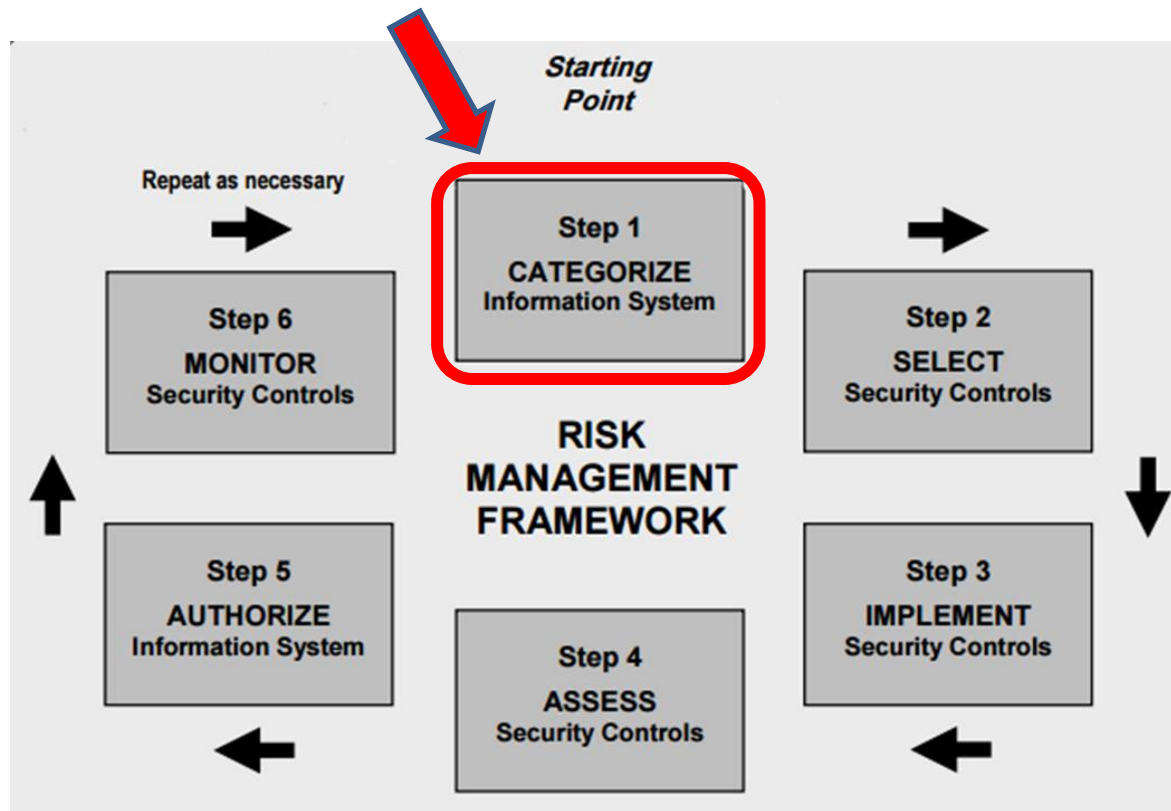 Starting
Point
Repeat as necessary
Step 1
CATEGORIZE
Information System
Step 2
SELECT
Security Controls
Step 3
IMPLEMENT
Security Controls
Step 4
ASSESS
Security Controls
Step 5
AUTHORIZE
Information System
Step 6
MONITOR
Security Controls
RISK
MANAGEMENT
FRAMEWORK